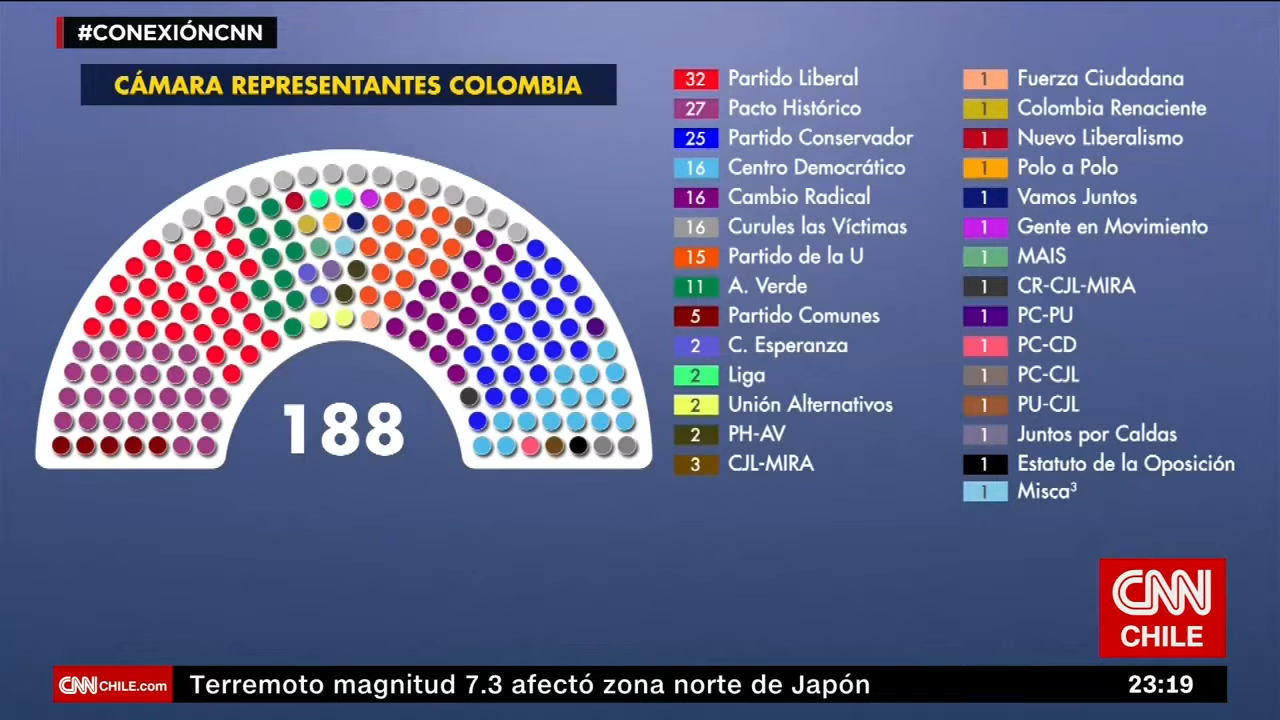 #CONEXIÓNCNN
CÁMARA REPRESENTANTES COLOMBIA
188
32 Partido Liberal
27 Pacto Histórico
25 Partido Conservador
16 Centro Democrático
16 Cambio Radical
16 Curules las Víctimas
15 Partido de la U
11 A. Verde
5 Partido Comunes
2 C. Esperanza
2 Liga
2 Unión Alternativos
2 PH-AV
3 CJL-MIRA
1 Fuerza Ciudadana
1 Colombia Renaciente
1 Nuevo Liberalismo
1 Polo a Polo
1 Vamos Juntos
1 Gente en Movimiento
1 MAIS
1 CR-CJL-MIRA
1 PC-PU
1 PC-CD
1 PC-CJL
1 PU-CJL
1 Juntos por Caldas
1 Estatuto de la Oposición
1 Misca³
CNN
CHILE
CNN CHILE.com
Terremoto magnitud 7.3 afectó zona norte de Japón
23:19